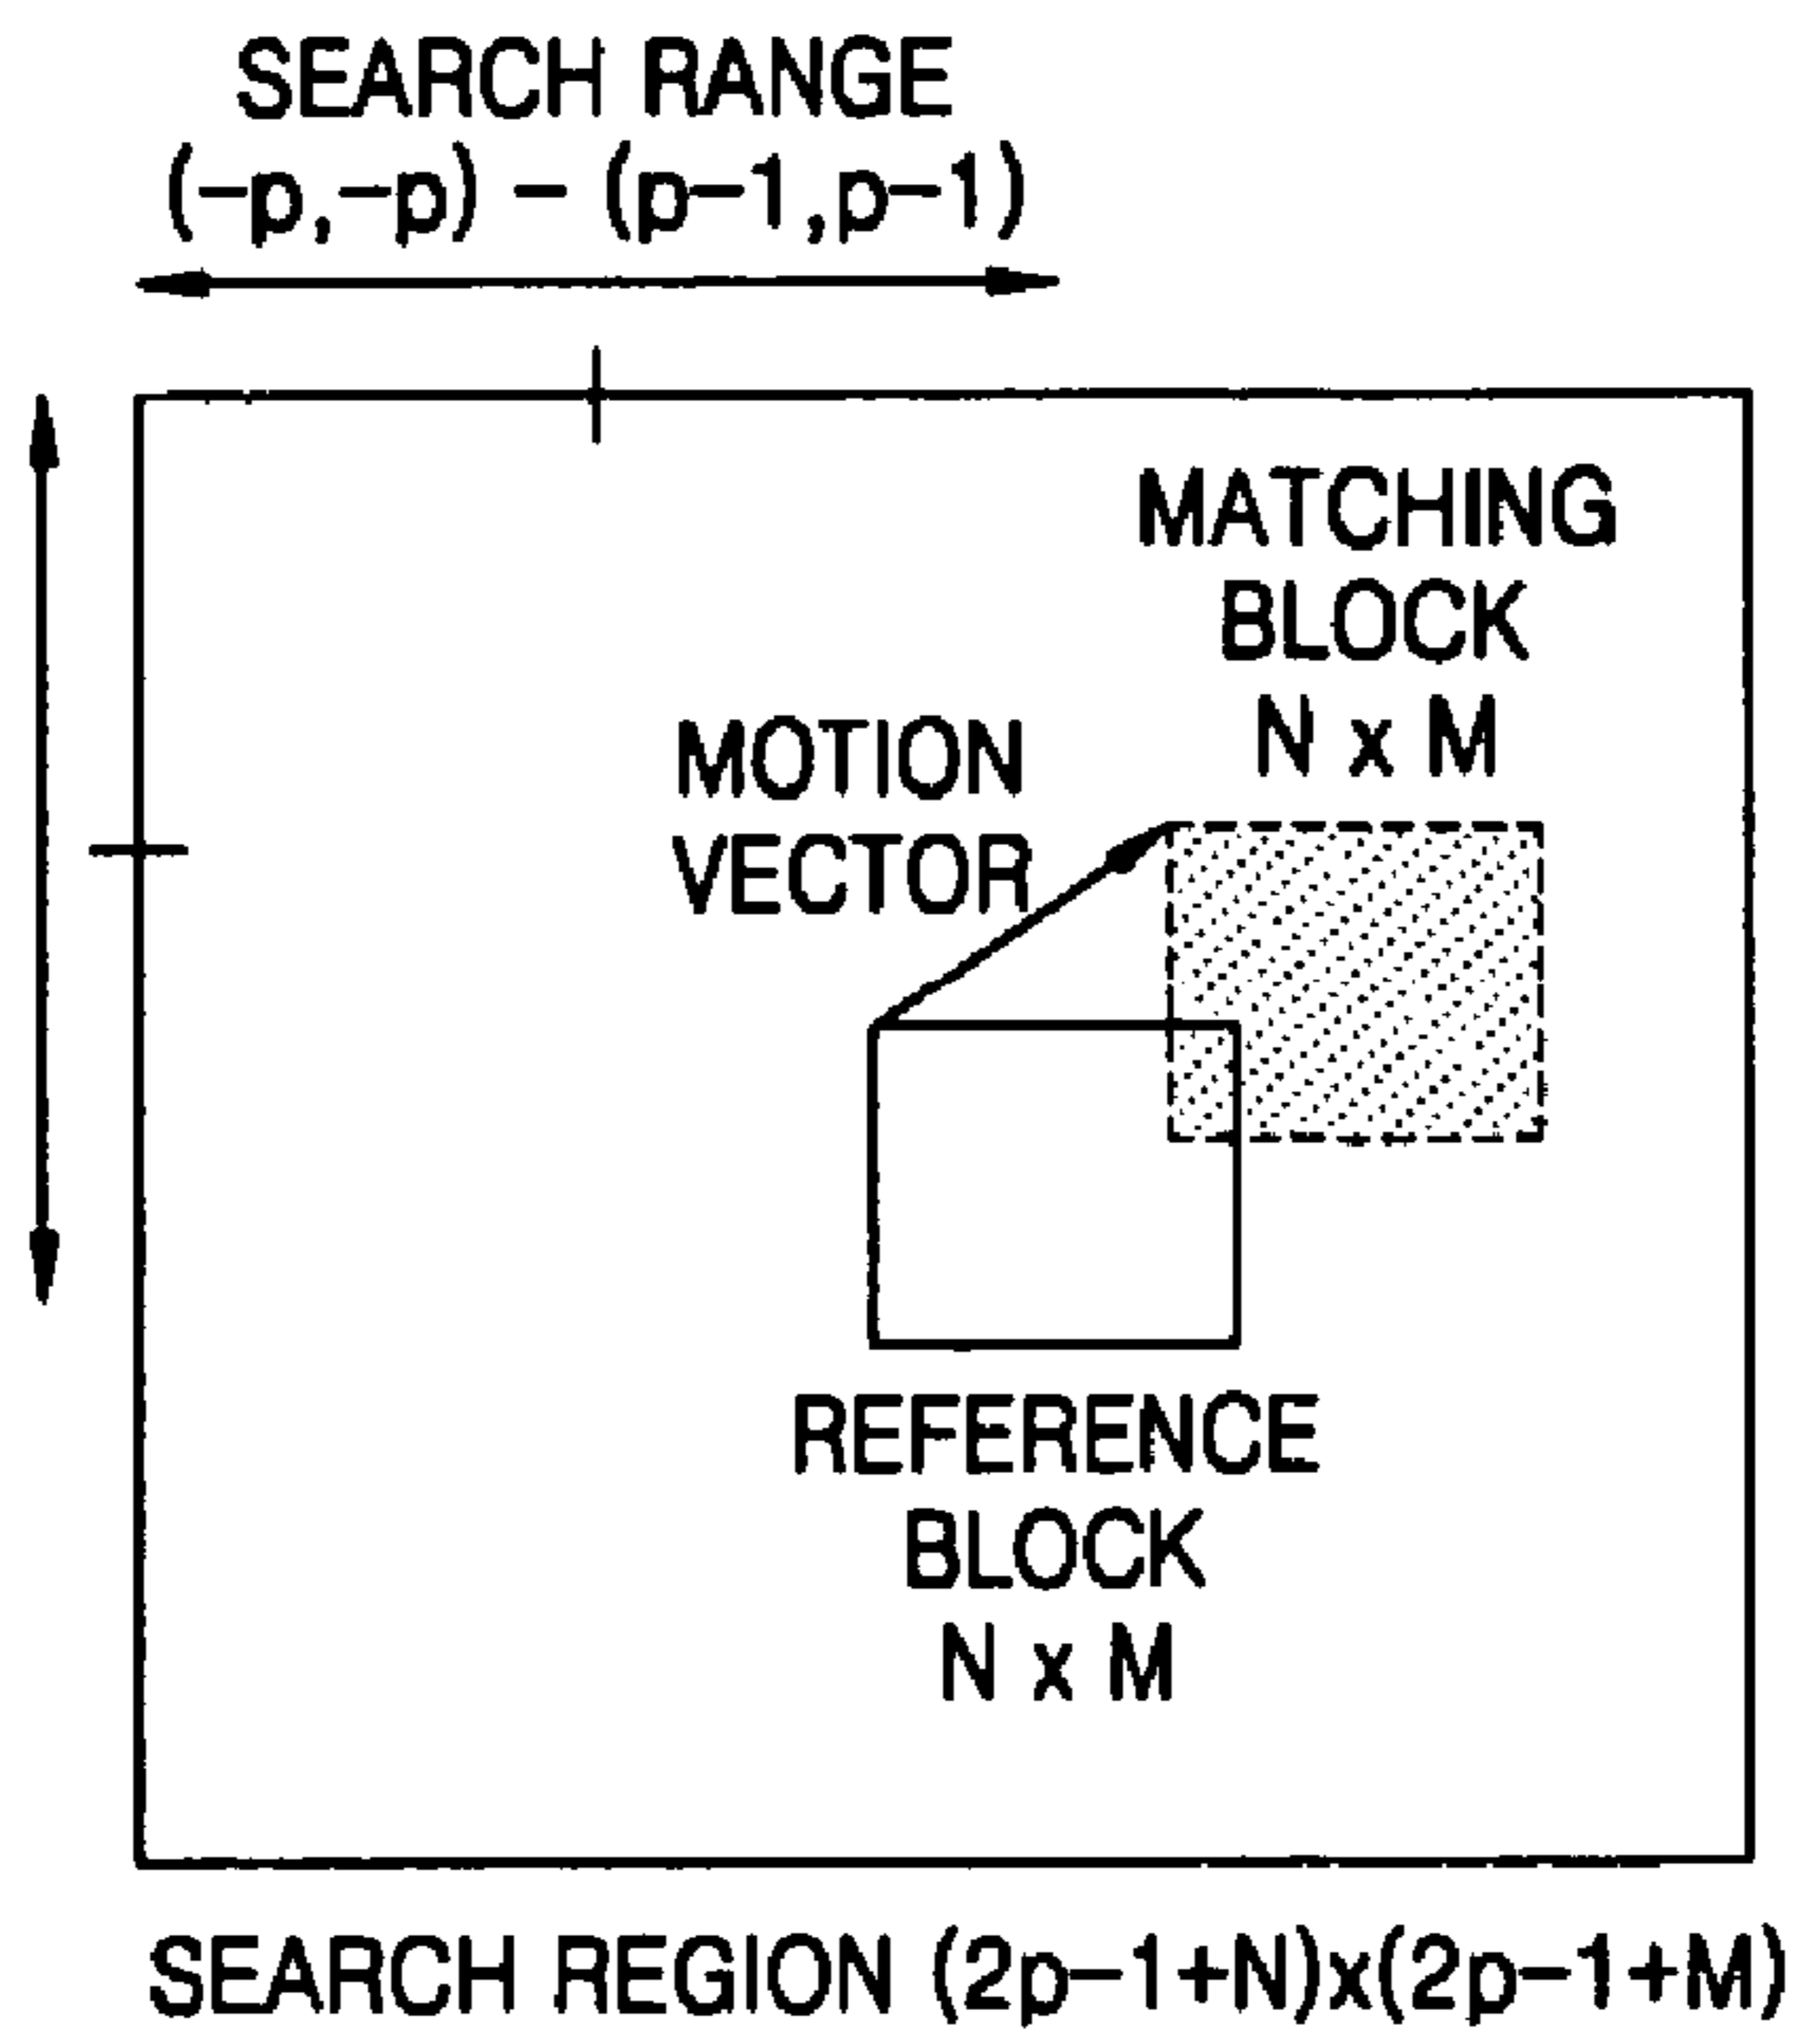 SEARCH RANGE
(-p,-p) - (p-1,p-1)
MATCHING
BLOCK
N x M
MOTION
VECTOR
REFERENCE
BLOCK
N x M
SEARCH REGION (2p-1+N)x(2p-1+M)